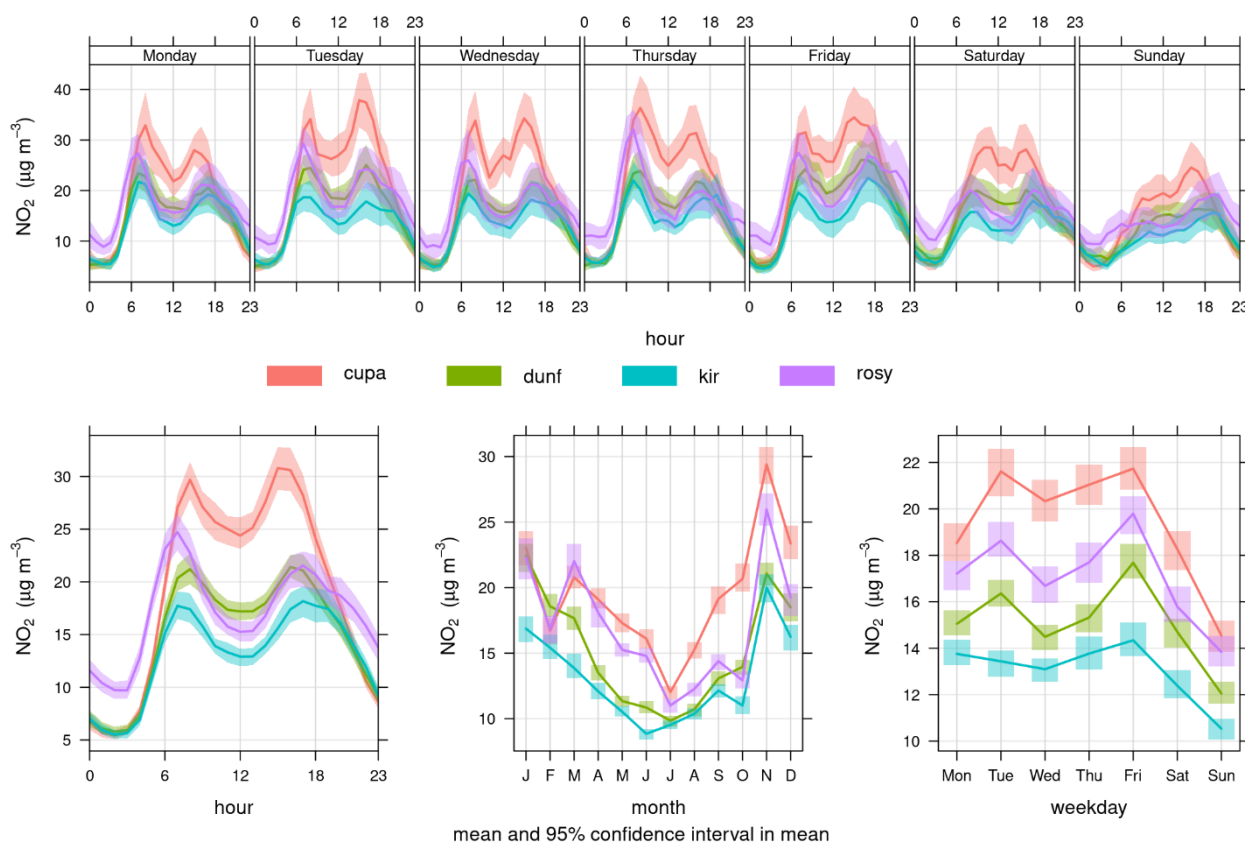 0 6 12 18 23 0 6 12 18 23 0 6 12 18 23
Monday Tuesday Wednesday Thursday Friday Saturday Sunday
40
30
20
10
NO₂ (µg m⁻³)
0 6 12 18 23 0 6 12 18 23 0 6 12 18 23 0 6 12 18 23
hour
cupa dunf kir rosy
30
25
20
15
10
5
NO₂ (µg m⁻³)
0 6 12 18 23
hour
30
25
20
15
10
NO₂ (µg m⁻³)
J F M A M J J A S O N D
month
22
20
18
16
14
12
10
NO₂ (µg m⁻³)
Mon Tue Wed Thu Fri Sat Sun
weekday
mean and 95% confidence interval in mean